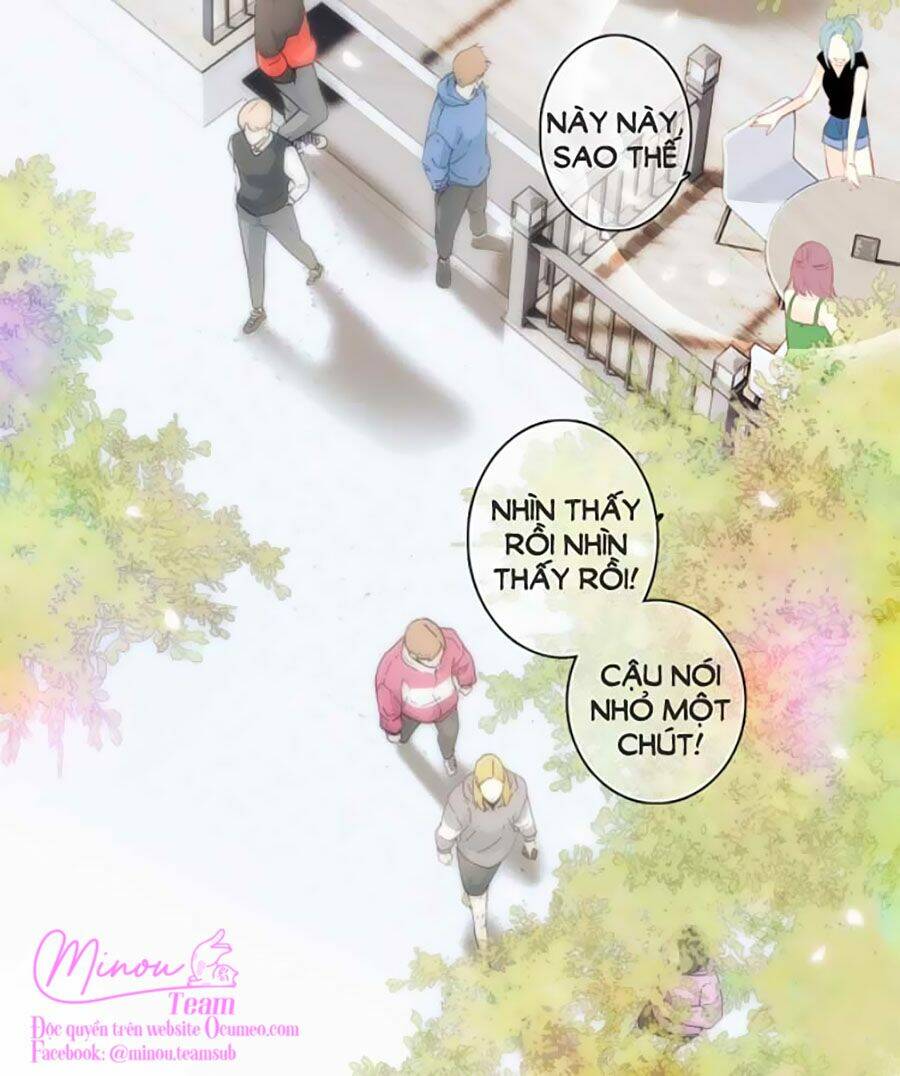 NÀY NÀY,
SAO THẾ
NHÌN THẤY
RỒI NHÌN
THẤY RỒI!
CẬU NÓI
NHỎ MỘT
CHÚT!
Minou
Team
Độc quyền trên website Ocumeo.com
Facebook: @minou.teamsub